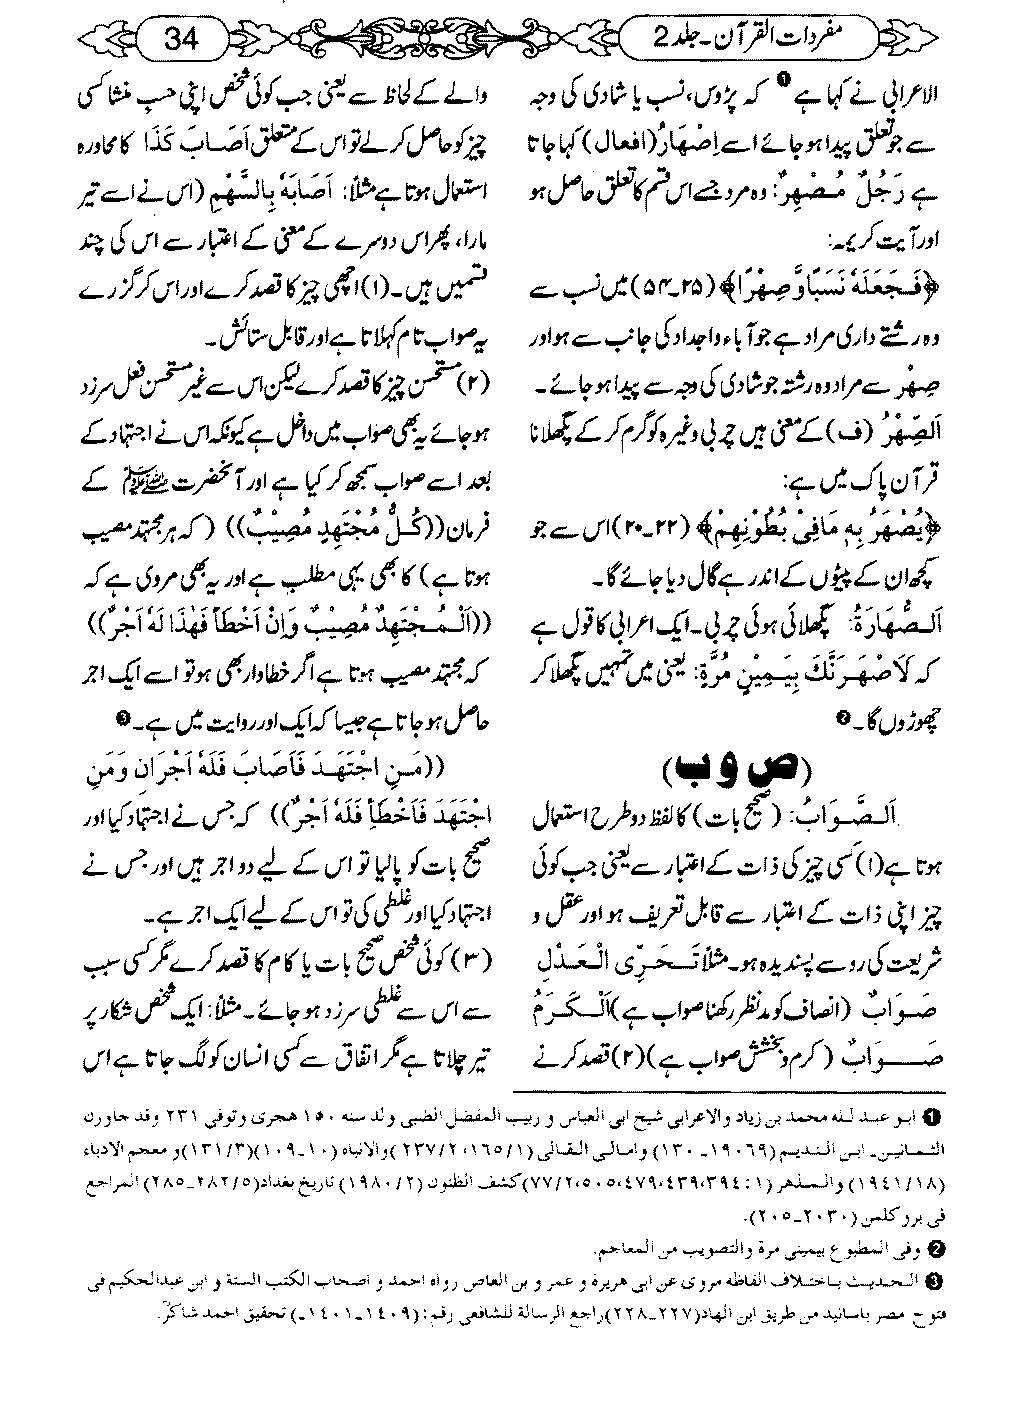 مفردات القرآن۔ جلد 2
34
الاعرابی نے کہا ہے ❶ کہ پڑوس، نسب یا شادی کی وجہ
سے جو تعلق پیدا ہو جائے اسے اِصْهَارٌ (افعال) کہا جاتا
ہے رَجُلٌ مُصْهِرٌ: وہ مرد جسے اس قسم کا تعلق حاصل ہو
اور آیت کریمہ:
﴿فَجَعَلَهٗ نَسَبًا وَّصِهْرًا﴾ (۲۵۔۵۴) میں نسب سے
وہ رشتے داری مراد ہے جو آباء واجداد کی جانب سے ہو اور
صِهْر سے مراد وہ رشتہ جو شادی کی وجہ سے پیدا ہو جائے۔
اَلصَّهْرُ (ف) کے معنی ہیں چربی وغیرہ کو گرم کر کے پگھلانا
قرآن پاک میں ہے:
﴿یُصْهَرُ بِهٖ مَافِیْ بُطُوْنِهِمْ﴾ (۲۲۔۲۰) اس سے جو
کچھ ان کے پیٹوں کے اندر ہے گال دیا جائے گا۔
اَلصُّهَارَةُ: پگھلائی ہوئی چربی۔ ایک اعرابی کا قول ہے
کہ لَاَصْهَرَنَّكَ بِیَمِیْنٍ مُرَّةٍ: یعنی میں تمہیں پگھلا کر
چھوڑوں گا۔ ❷
(ص و ب)
اَلصَّوَابُ: (صحیح بات) کا لفظ دو طرح استعمال
ہوتا ہے (۱) کسی چیز کی ذات کے اعتبار سے یعنی جب کوئی
چیز اپنی ذات کے اعتبار سے قابل تعریف ہو اور عقل و
شریعت کی رو سے پسندیدہ ہو۔ مثلاً تَحَرِّی الْعَدْلِ
صَوَابٌ (انصاف کو مدنظر رکھنا صواب ہے) اَلْكَرَمُ
صَوَابٌ (کرم و بخشش صواب ہے) (۲) قصد کرنے
والے کے لحاظ سے یعنی جب کوئی شخص اپنی حسب منشا کسی
چیز کو حاصل کر لے تو اس کے متعلق اَصَابَ كَذَا کا محاورہ
استعمال ہوتا ہے مثلاً: اَصَابَهٗ بِالسَّهْمِ (اس نے اسے تیر
مارا، پھر اس دوسرے کے معنی کے اعتبار سے اس کی چند
قسمیں ہیں۔ (۱) اچھی چیز کا قصد کرے اور اس کر گزرے
یہ صواب تام کہلاتا ہے اور قابل ستائش۔
(۲) مستحسن چیز کا قصد کرے لیکن اس سے غیر مستحسن فعل سرزد
ہو جائے یہ بھی صواب میں داخل ہے کیونکہ اس نے اجتہاد کے
بعد اسے صواب سمجھ کر کیا ہے اور آنحضرت ﷺ کے
فرمان ((كُلُّ مُجْتَهِدٍ مُصِیْبٌ)) (کہ ہر مجتہد مصیب
ہوتا ہے) کا بھی یہی مطلب ہے اور یہ بھی مروی ہے کہ
((اَلْمُجْتَهِدُ مُصِیْبٌ وَاِنْ اَخْطَأَ فَهٰذَا لَهٗ اَجْرٌ))
کہ مجتہد مصیب ہوتا ہے اگر خطاوار بھی ہو تو اسے ایک اجر
حاصل ہو جاتا ہے جیسا کہ ایک اور روایت میں ہے۔ ❸
((مَنِ اجْتَهَدَ فَاَصَابَ فَلَهٗ اَجْرَانِ وَمَنِ
اجْتَهَدَ فَاَخْطَأَ فَلَهٗ اَجْرٌ)) کہ جس نے اجتہاد کیا اور
صحیح بات کو پالیا تو اس کے لیے دو اجر ہیں اور جس نے
اجتہاد کیا اور غلطی کی تو اس کے لیے ایک اجر ہے۔
(۳) کوئی شخص صحیح بات یا کام کا قصد کرے مگر کسی سبب
سے اس سے غلطی سرزد ہو جائے۔ مثلاً: ایک شخص شکار پر
تیر چلاتا ہے مگر اتفاق سے کسی انسان کو لگ جاتا ہے اس
❶ ابو عبد لله محمد بن زیاد والاعرابی شیخ ابی العباس و ربیب المفضل الضبی ولد سنه ۱۵۰ هجری وتوفی ۲۳۱ وقد جاورك
الثمانین۔ ابن الندیم (۱۹۰۶۹۔۱۳۰) وامالی القالی (۱۶۵/۱، ۲۳۷/۲) والانباه (۱۰۔۱۰۹)(۱۳۱/۳) و معجم الادباء
(۱۹۴۱/۱۸) والمذهر (۱: ۳۹۴،۴۳۹،۴۷۹،۵۰۵، ۷۷/۲) كشف الظنون (۱۹۸۰/۲) تاریخ بغداد (۲۸۲/۵۔۲۸۵) المراجع
فی بروكلمن (۲۰۳۰۔۲۰۵).
❷ وفی المطبوع بیمینی مرة والتصویب من المعاجم.
❸ الحدیث باختلاف الفاظه مروی عن ابی هریرة و عمر و بن العاص رواه احمد و اصحاب الكتب الستة و ابن عبدالحكیم فی
فتوح مصر باسانید من طریق ابن الهاد (۲۲۷۔۲۲۸) راجع الرسالة للشافعی رقم: (۱۴۰۹۔۱۴۰۱۔) تحقیق احمد شاكرؒ.